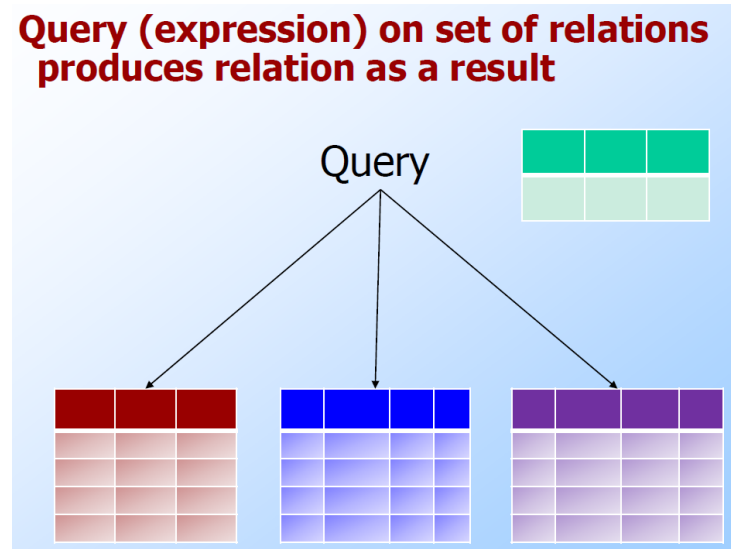 Query (expression) on set of relations
produces relation as a result
Query